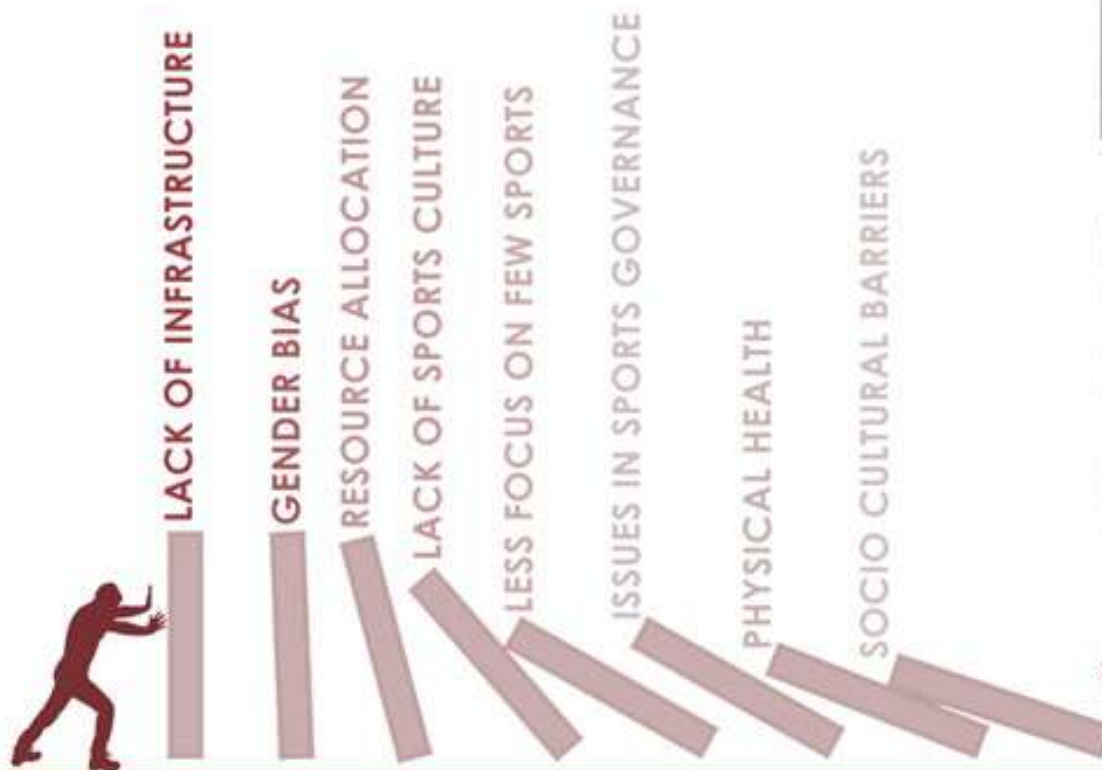 LACK OF INFRASTRUCTURE
GENDER BIAS
RESOURCE ALLOCATION
LACK OF SPORTS CULTURE
LESS FOCUS ON FEW SPORTS
ISSUES IN SPORTS GOVERNANCE
PHYSICAL HEALTH
SOCIO CULTURAL BARRIERS